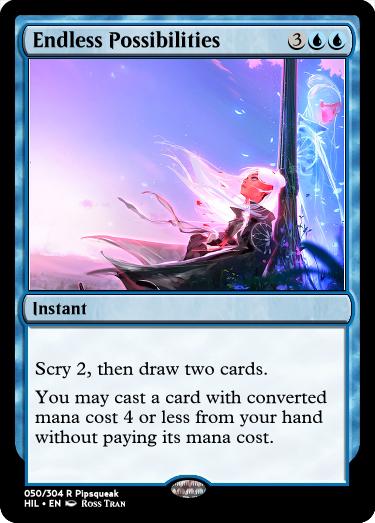 Endless Possibilities 3
Instant
Scry 2, then draw two cards.
You may cast a card with converted
mana cost 4 or less from your hand
without paying its mana cost.
050/304 R Pipsqueak
HIL • EN Ross Tran